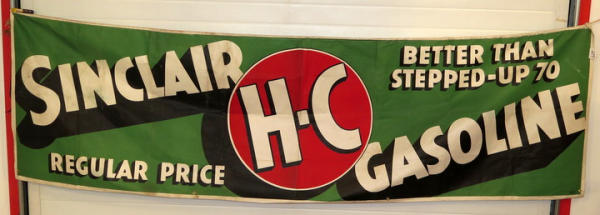 SINCLAIR
REGULAR PRICE
H-C
BETTER THAN
STEPPED-UP 70
GASOLINE